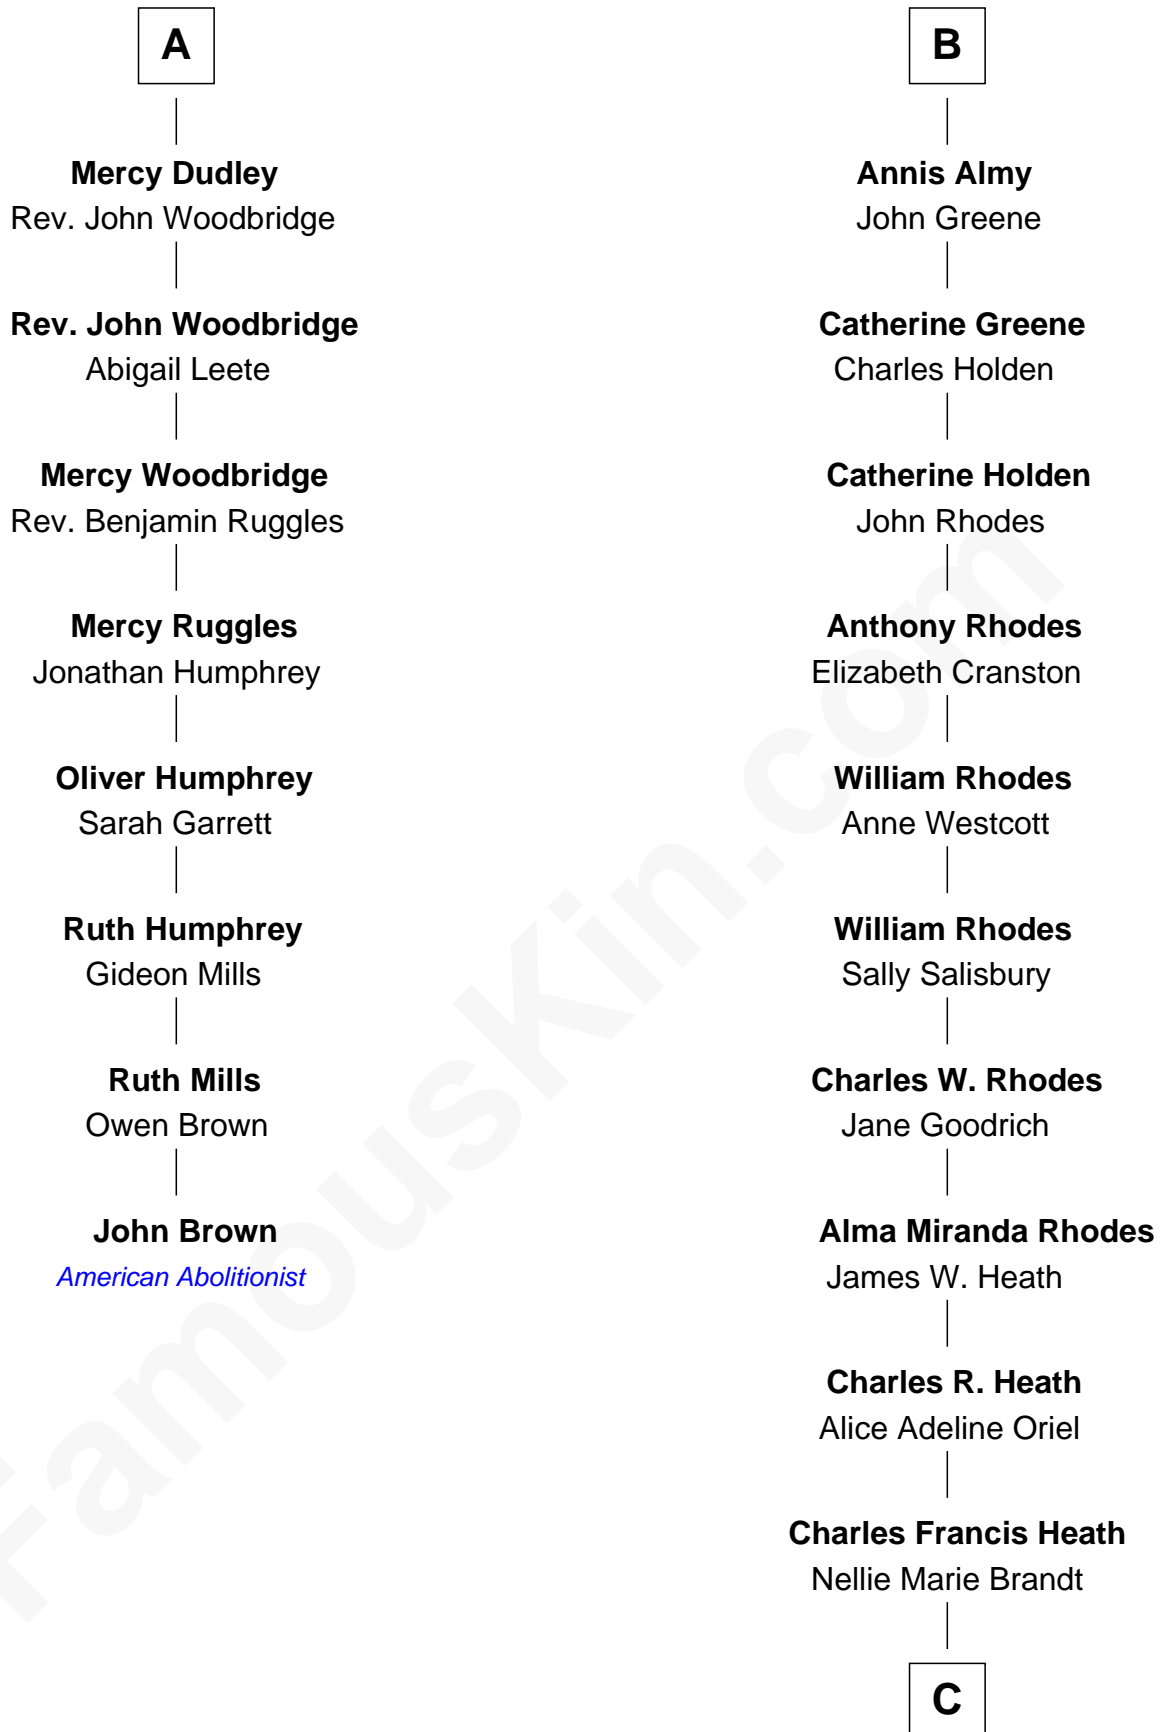 A
Mercy Dudley
Rev. John Woodbridge
Rev. John Woodbridge
Abigail Leete
Mercy Woodbridge
Rev. Benjamin Ruggles
Mercy Ruggles
Jonathan Humphrey
Oliver Humphrey
Sarah Garrett
Ruth Humphrey
Gideon Mills
Ruth Mills
Owen Brown
John Brown
American Abolitionist
B
Annis Almy
John Greene
Catherine Greene
Charles Holden
Catherine Holden
John Rhodes
Anthony Rhodes
Elizabeth Cranston
William Rhodes
Anne Westcott
William Rhodes
Sally Salisbury
Charles W. Rhodes
Jane Goodrich
Alma Miranda Rhodes
James W. Heath
Charles R. Heath
Alice Adeline Oriel
Charles Francis Heath
Nellie Marie Brandt
C
FamousKin.com